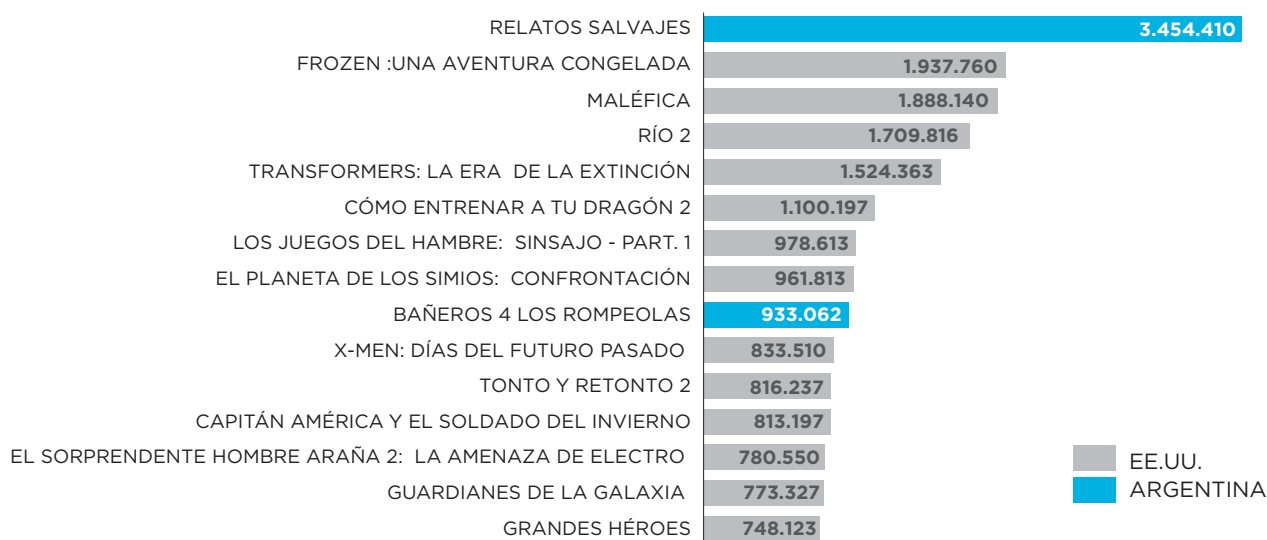 RELATOS SALVAJES 3.454.410
FROZEN :UNA AVENTURA CONGELADA 1.937.760
MALÉFICA 1.888.140
RÍO 2 1.709.816
TRANSFORMERS: LA ERA DE LA EXTINCIÓN 1.524.363
CÓMO ENTRENAR A TU DRAGÓN 2 1.100.197
LOS JUEGOS DEL HAMBRE: SINSAJO - PART. 1 978.613
EL PLANETA DE LOS SIMIOS: CONFRONTACIÓN 961.813
BAÑEROS 4 LOS ROMPEOLAS 933.062
X-MEN: DÍAS DEL FUTURO PASADO 833.510
TONTO Y RETONTO 2 816.237
CAPITÁN AMÉRICA Y EL SOLDADO DEL INVIERNO 813.197
EL SORPRENDENTE HOMBRE ARAÑA 2: LA AMENAZA DE ELECTRO 780.550
GUARDIANES DE LA GALAXIA 773.327
GRANDES HÉROES 748.123
EE.UU.
ARGENTINA